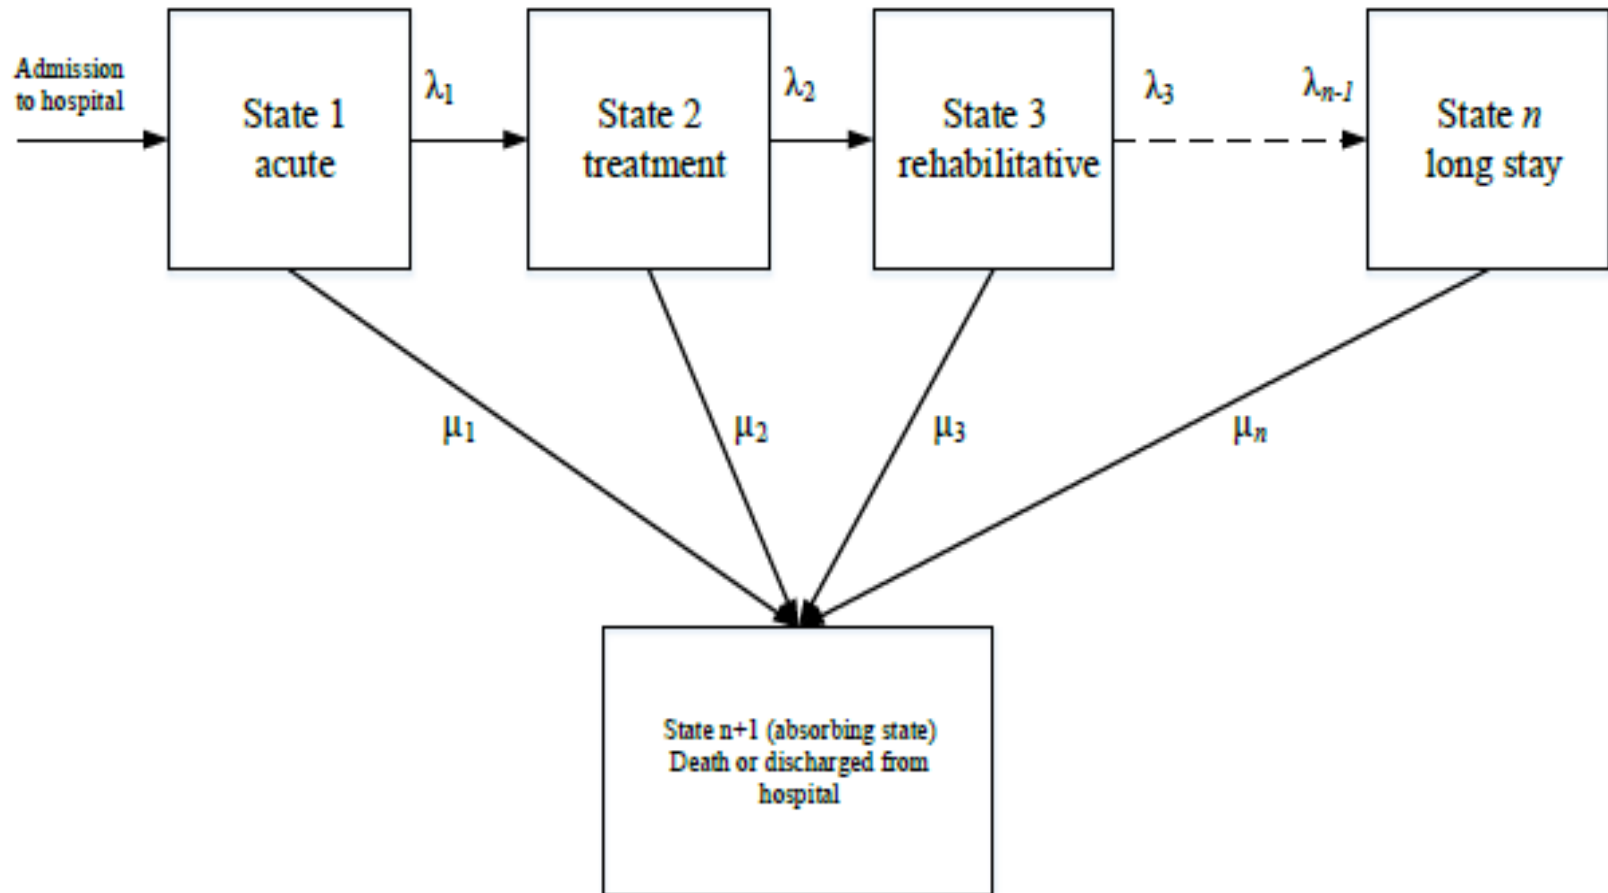 Admission
to hospital
State 1
acute
λ1
State 2
treatment
λ2
State 3
rehabilitative
λ3
λn-1
State n
long stay
μ1
μ2
μ3
μn
State n+1 (absorbing state)
Death or discharged from
hospital